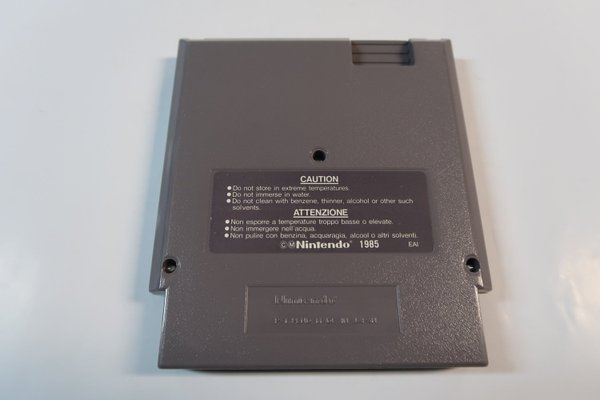 CAUTION
● Do not store in extreme temperatures.
● Do not immerse in water.
● Do not clean with benzene, thinner, alcohol or other such
solvents.
ATTENZIONE
● Non esporre a temperature troppo basse o elevate.
● Non immergere nell'acqua.
● Non pulire con benzina, acquaragia, alcool o altri solventi.
©MNintendo® 1985 EAI
Nintendo